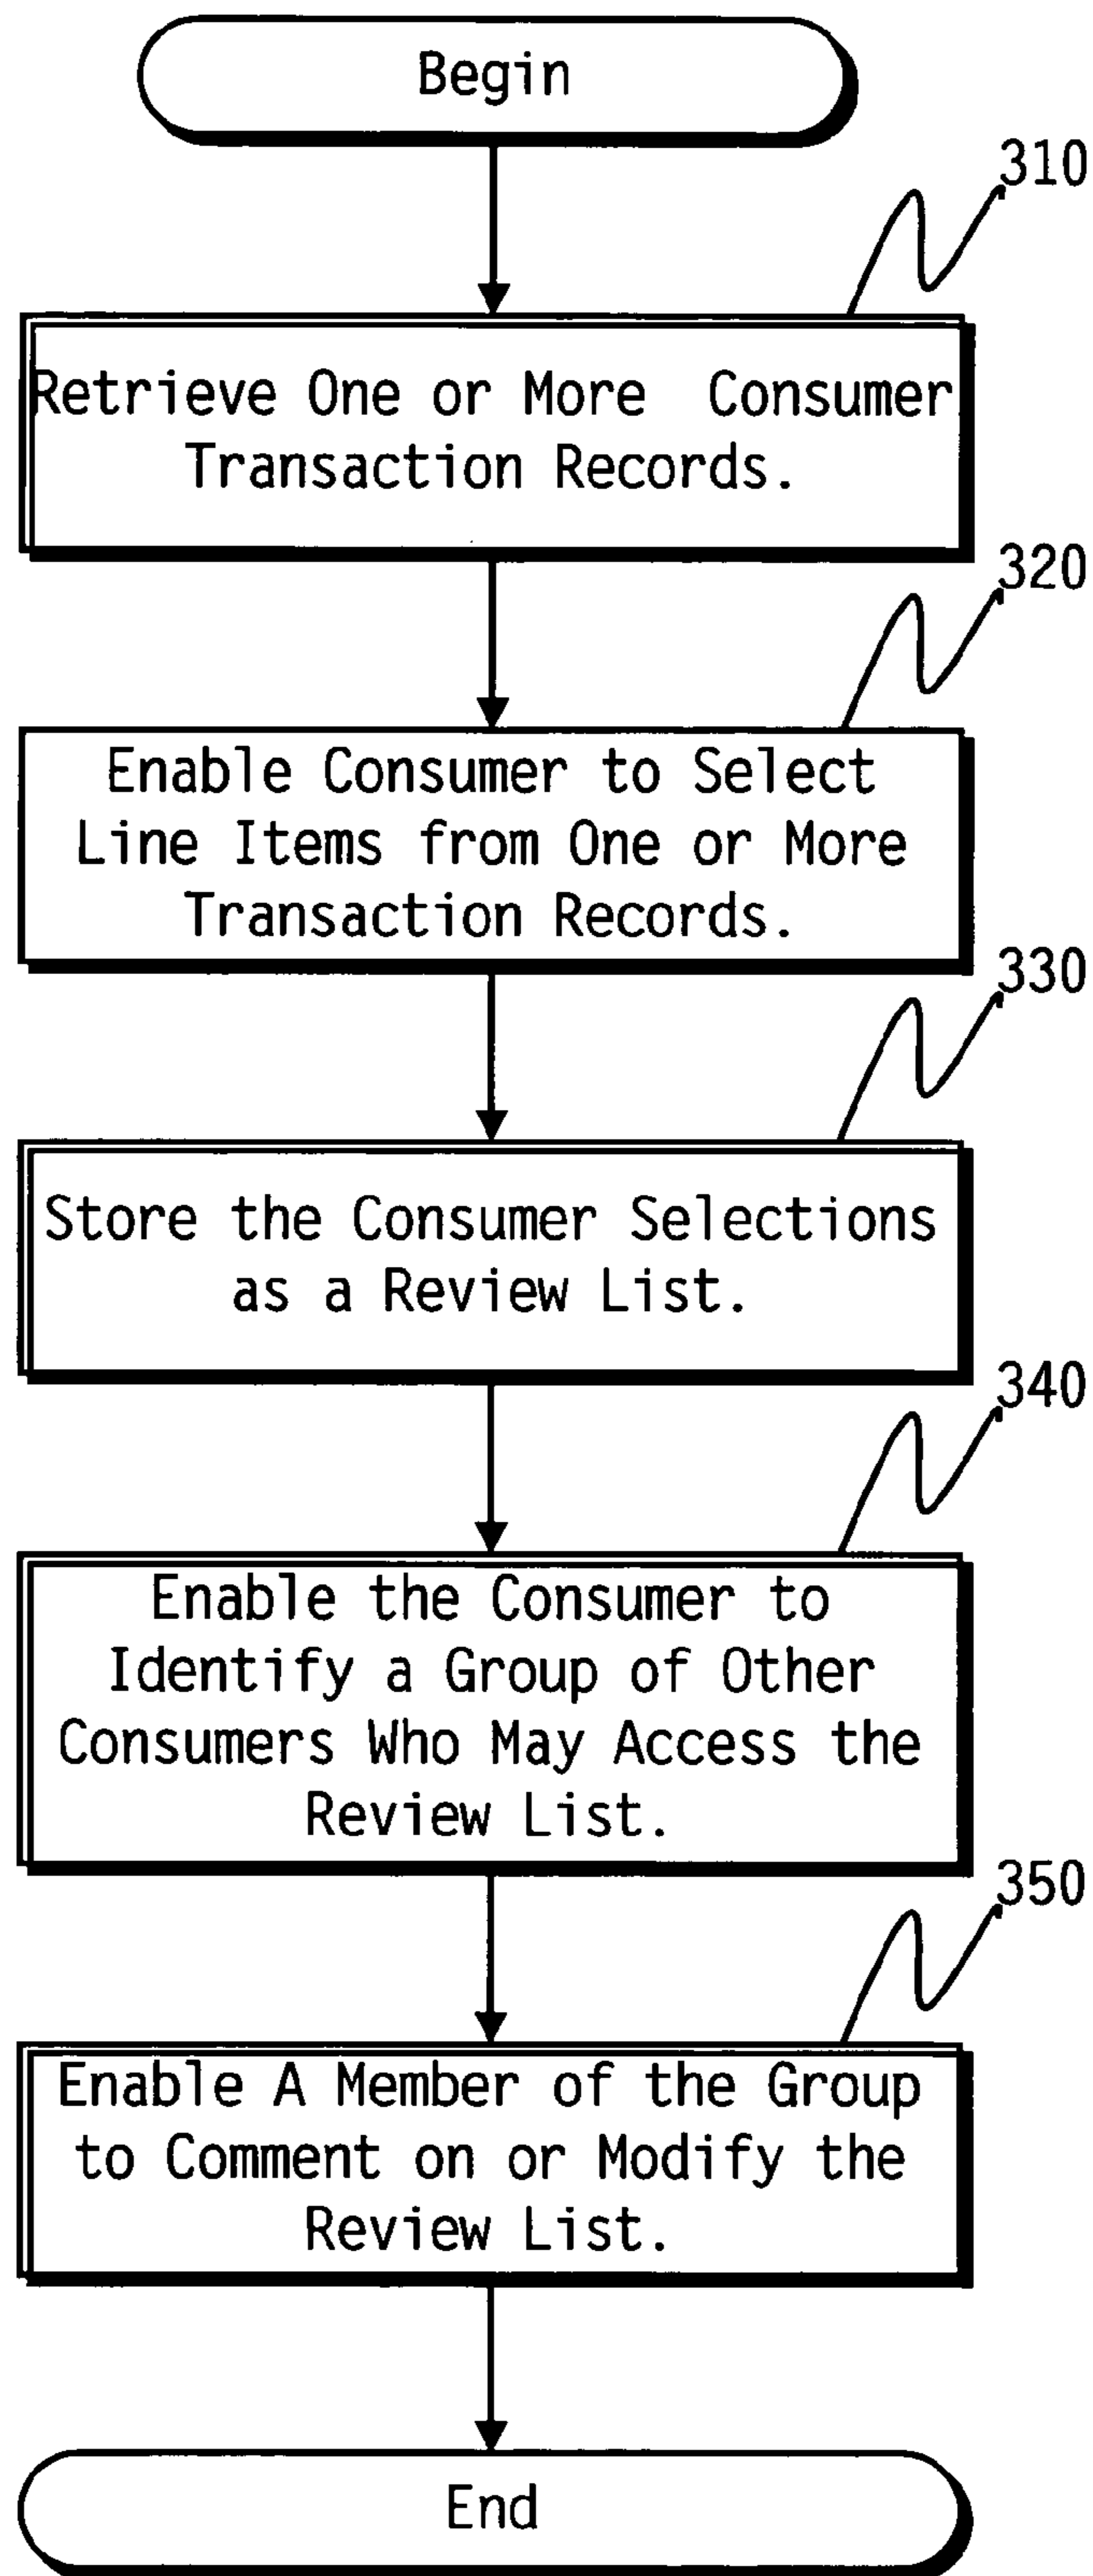 Begin
310
Retrieve One or More Consumer
Transaction Records.
320
Enable Consumer to Select
Line Items from One or More
Transaction Records.
330
Store the Consumer Selections
as a Review List.
340
Enable the Consumer to
Identify a Group of Other
Consumers Who May Access the
Review List.
350
Enable A Member of the Group
to Comment on or Modify the
Review List.
End